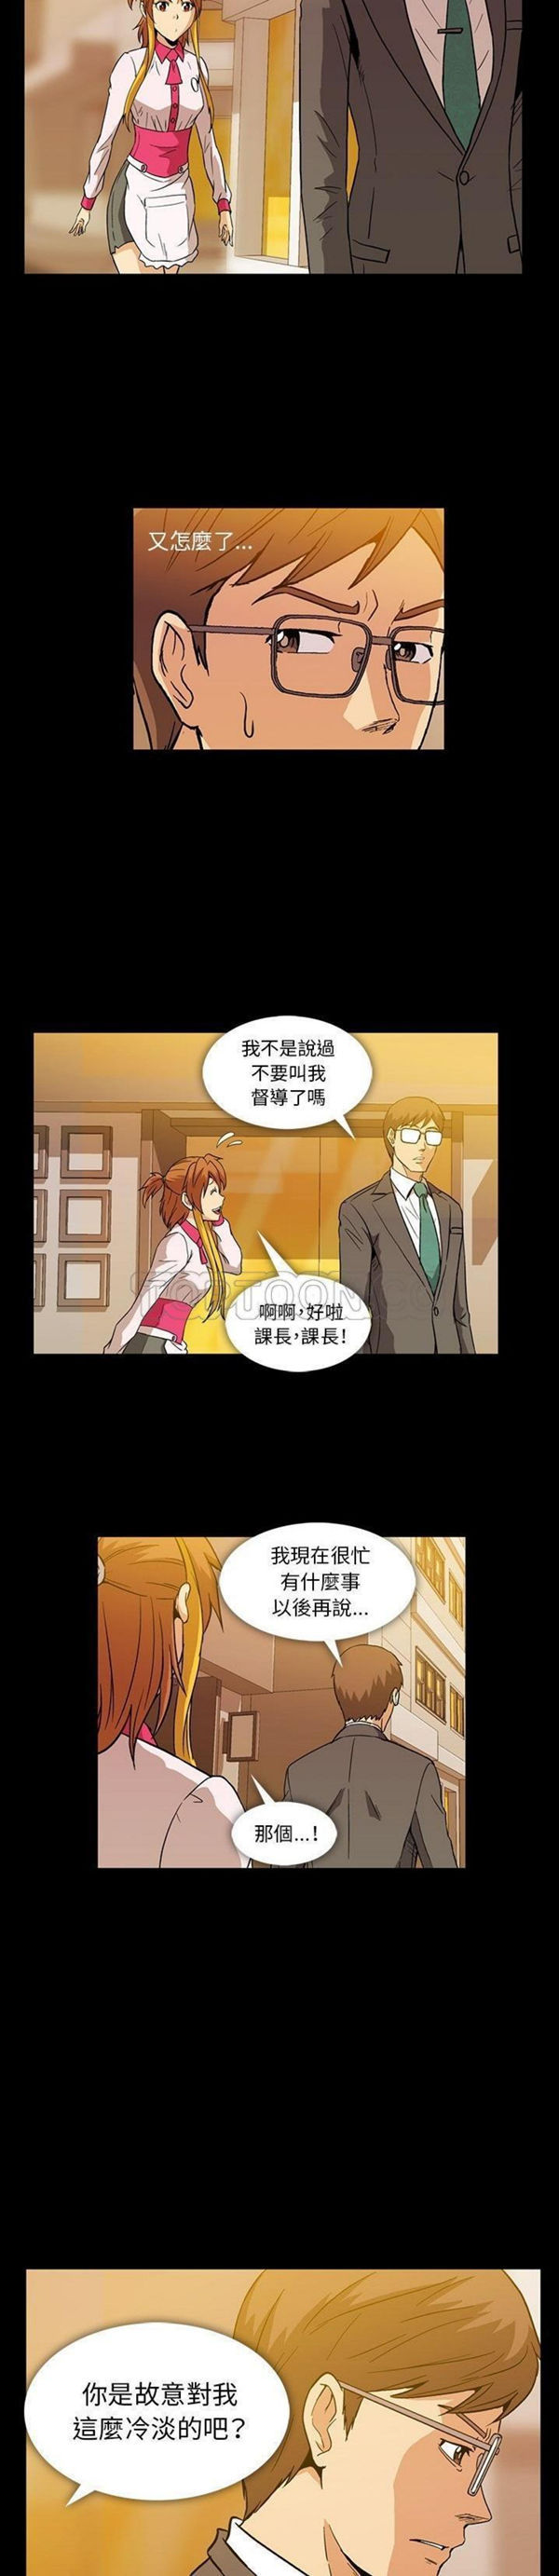 又怎麼了...
我不是說過
不要叫我
督導了嗎
啊啊，好啦
課長，課長！
TOPTOON.CO
我現在很忙
有什麼事
以後再說...
那個...！
你是故意對我
這麼冷淡的吧？